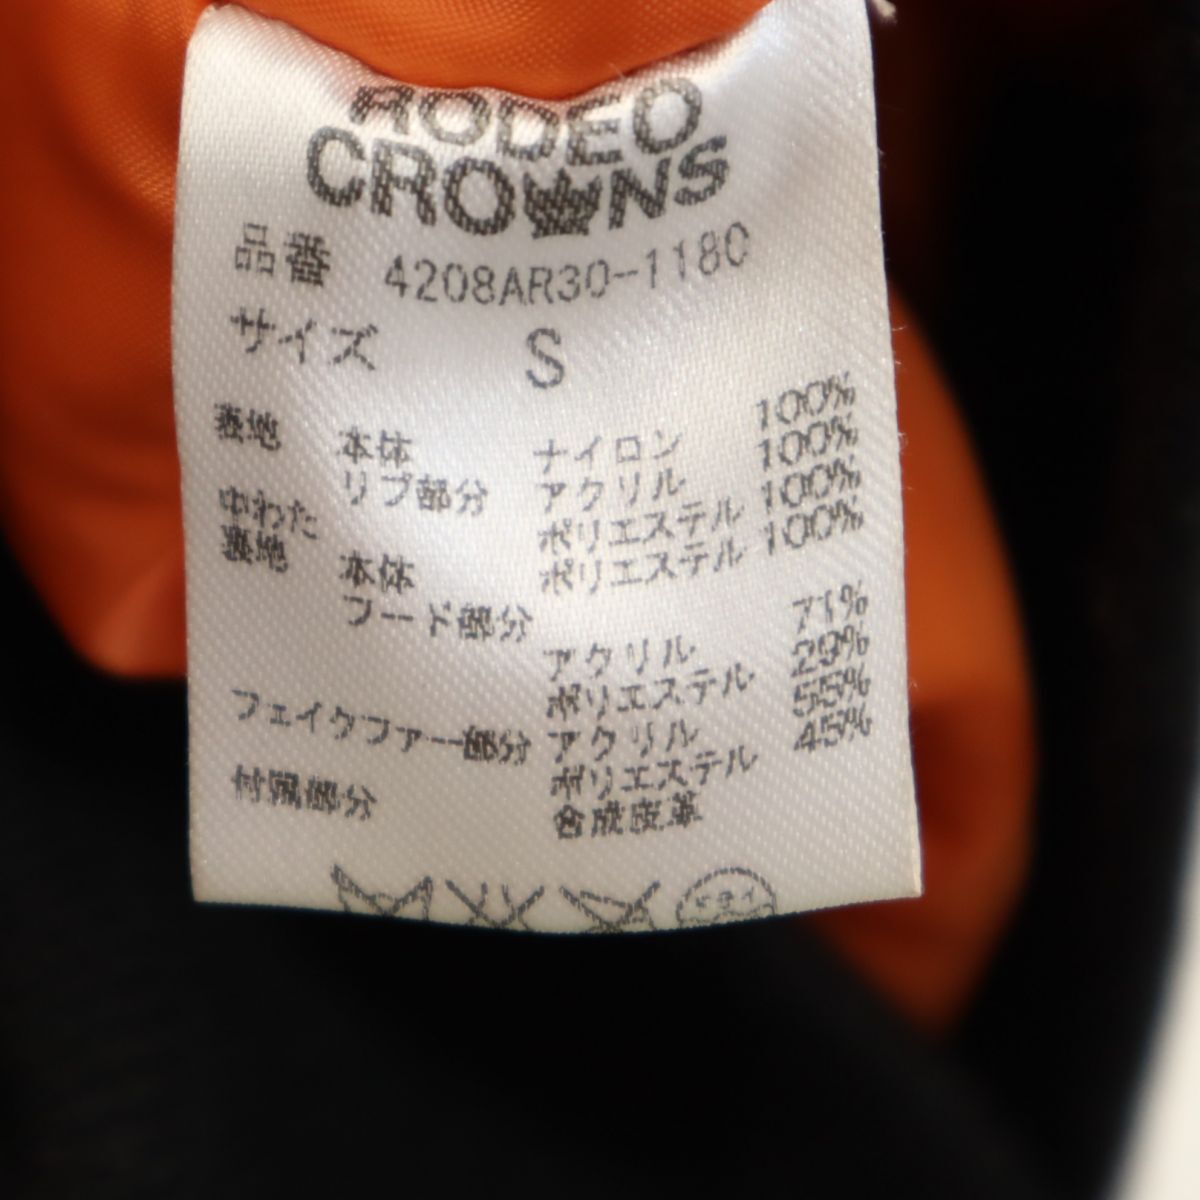 RODEO
CROWNS
品番 4208AR30-1180
サイズ S
表地 本体 ナイロン 100%
リブ部分 アクリル 100%
中わた ポリエステル 100%
裏地 本体 ポリエステル 100%
フード部分 アクリル 71%
ポリエステル 29%
フェイクファー部分 アクリル 55%
ポリエステル 45%
付属部分 合成皮革